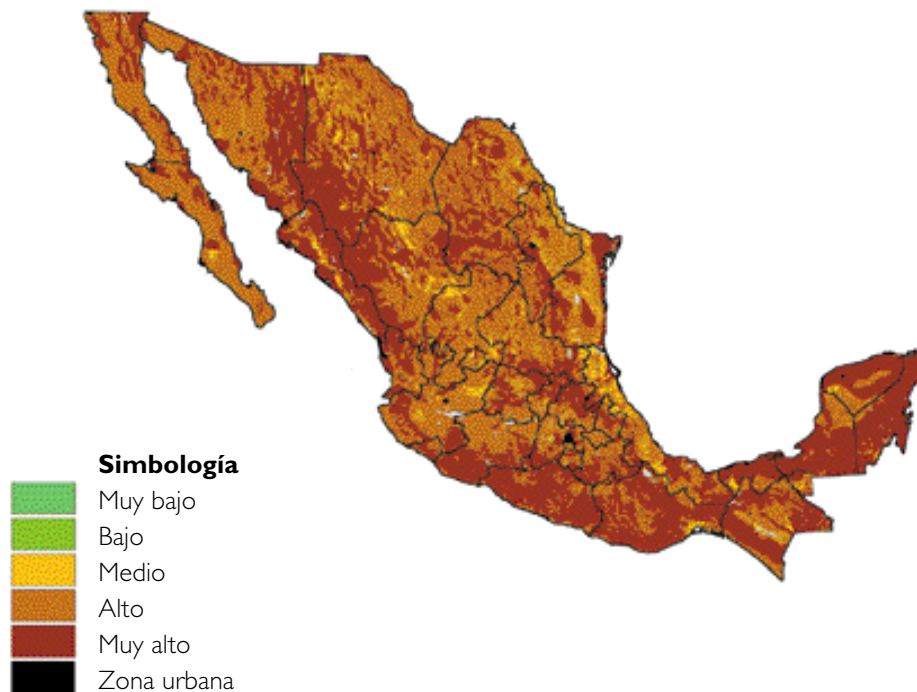 Simbología
Muy bajo
Bajo
Medio
Alto
Muy alto
Zona urbana